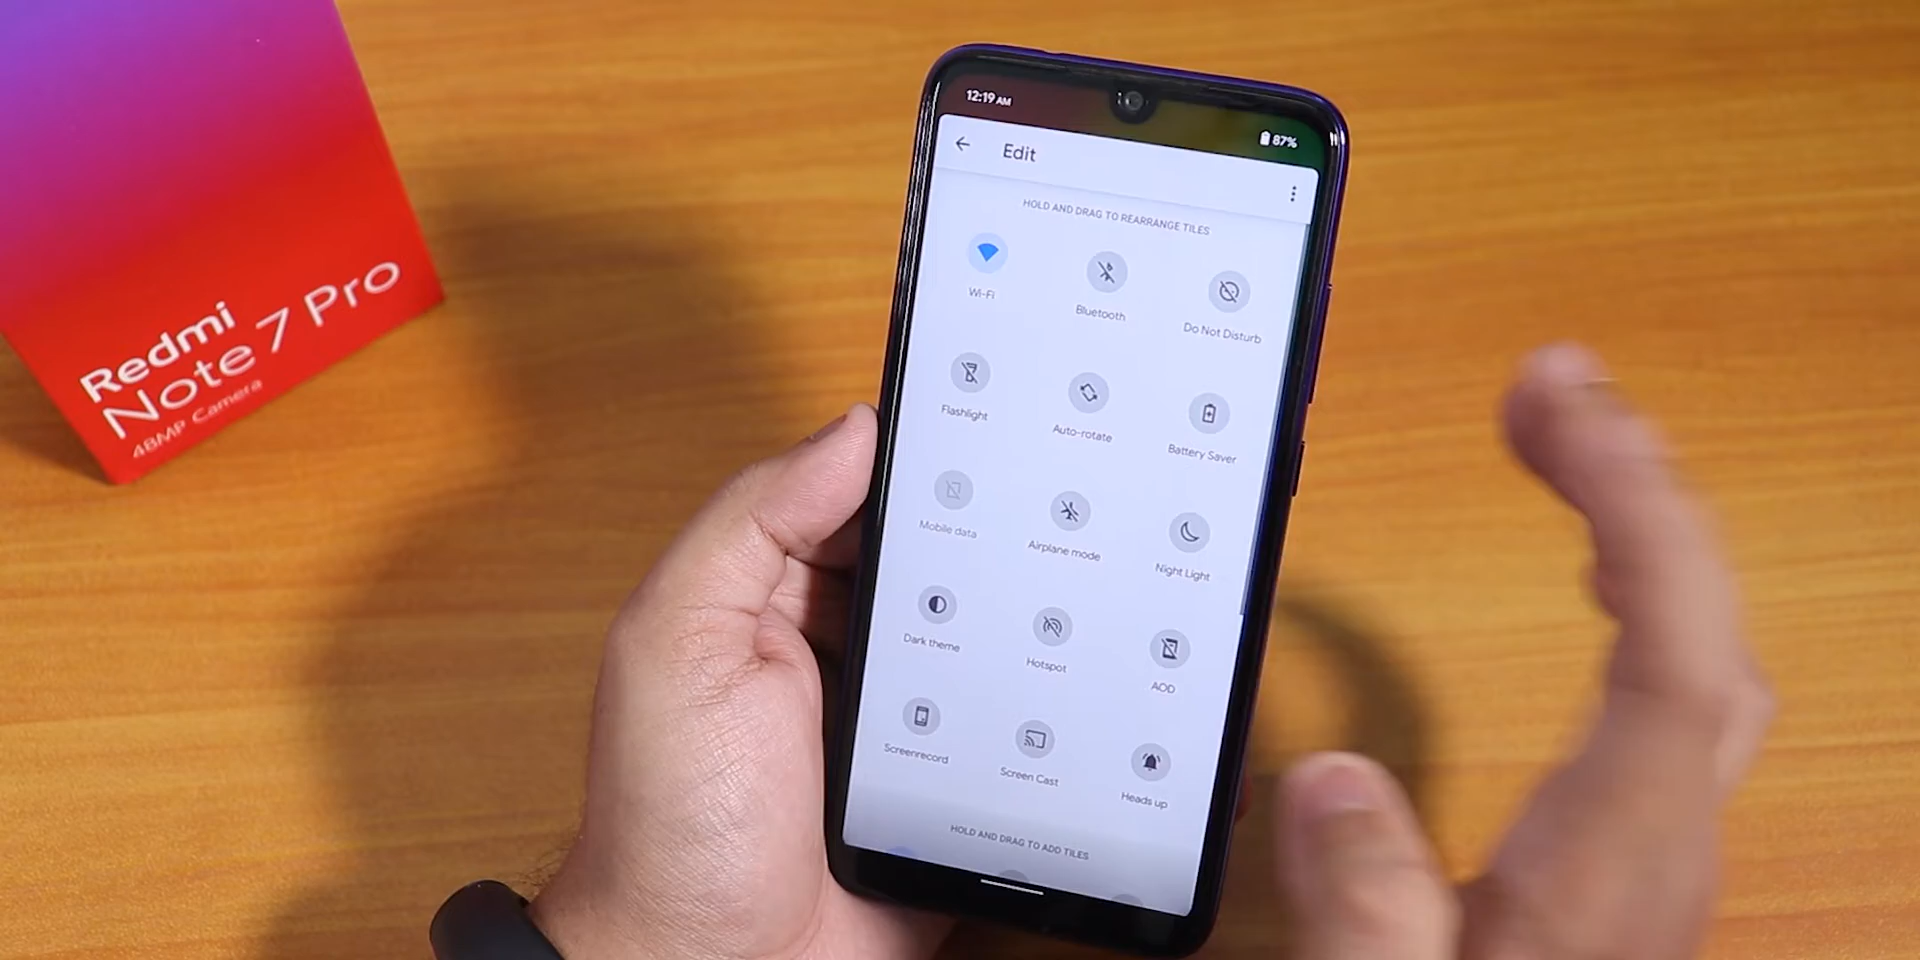 Redmi
Note 7 Pro
48MP Camera
12:19 AM
87%
Edit
HOLD AND DRAG TO REARRANGE TILES
Wi-Fi
Bluetooth
Do Not Disturb
Flashlight
Auto-rotate
Battery Saver
Mobile data
Airplane mode
Night Light
Dark theme
Hotspot
AOD
Screenrecord
Screen Cast
Heads up
HOLD AND DRAG TO ADD TILES